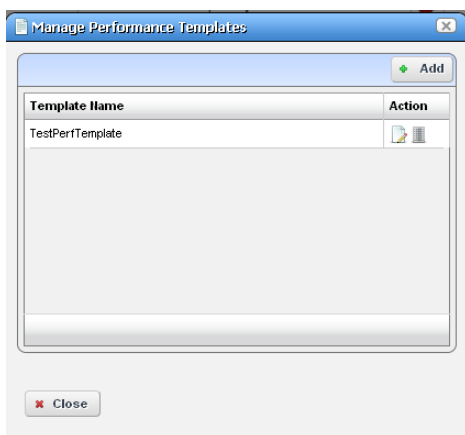 Manage Performance Templates
Add
Template Name Action
TestPerfTemplate
Close